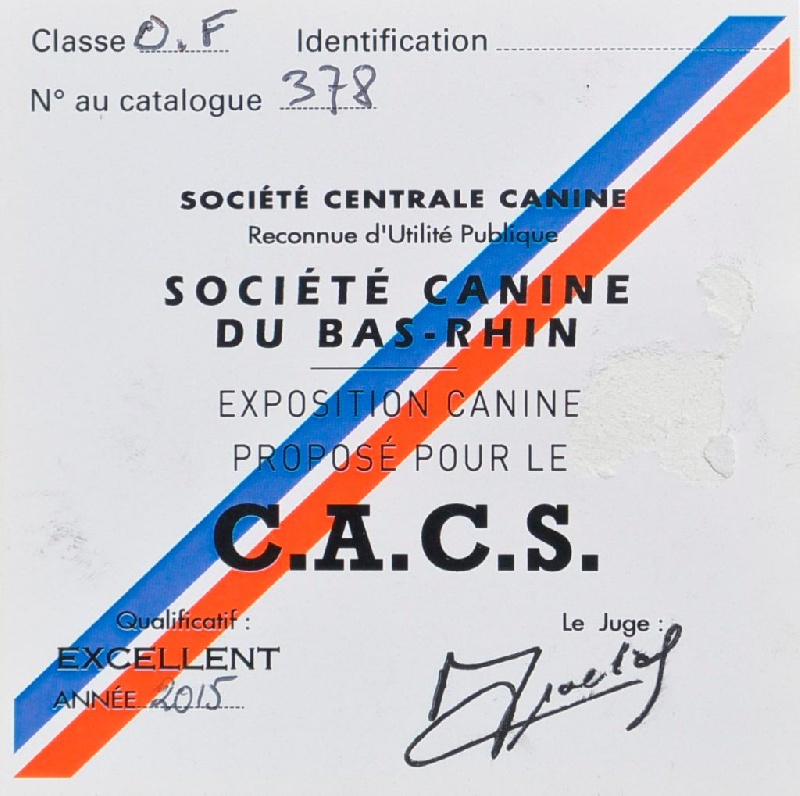 Classe O.F Identification
N° au catalogue 378
SOCIÉTÉ CENTRALE CANINE
Reconnue d'Utilité Publique
SOCIÉTÉ CANINE
DU BAS-RHIN
EXPOSITION CANINE
PROPOSÉ POUR LE
C.A.C.S.
Qualificatif :
Le Juge :
EXCELLENT
ANNÉE 2015